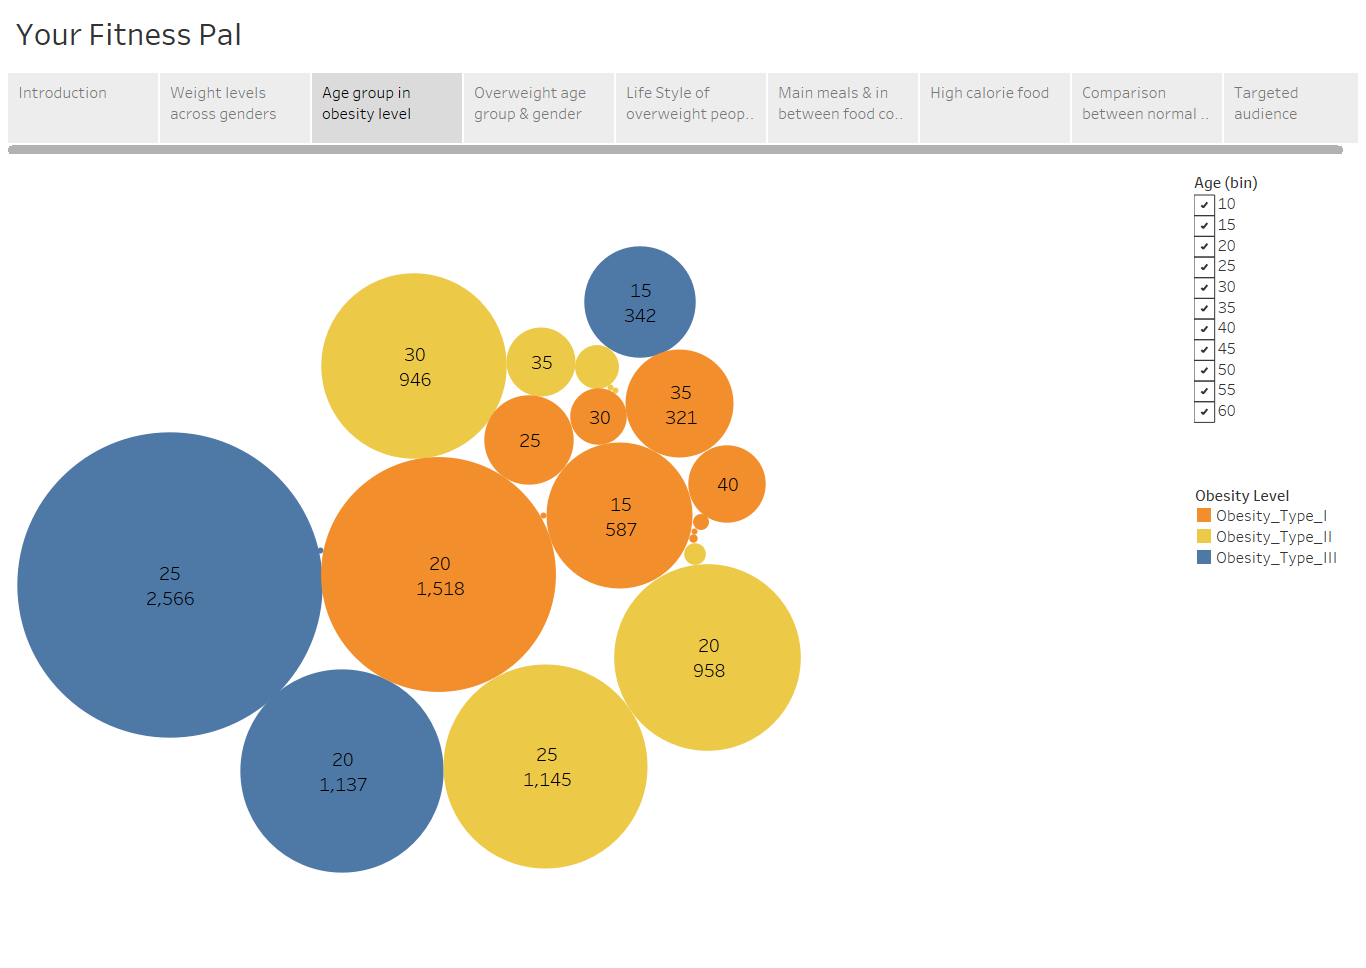 Your Fitness Pal
Introduction
Weight levels
across genders
Age group in
obesity level
Overweight age
group & gender
Life Style of
overweight peop..
Main meals & in
between food co..
High calorie food
Comparison
between normal ..
Targeted
audience
Age (bin)
10
15
20
25
30
35
40
45
50
55
60
Obesity Level
Obesity_Type_I
Obesity_Type_II
Obesity_Type_III
15
342
30
946
35
35
321
30
25
40
15
587
20
1,518
25
2,566
20
958
25
1,145
20
1,137